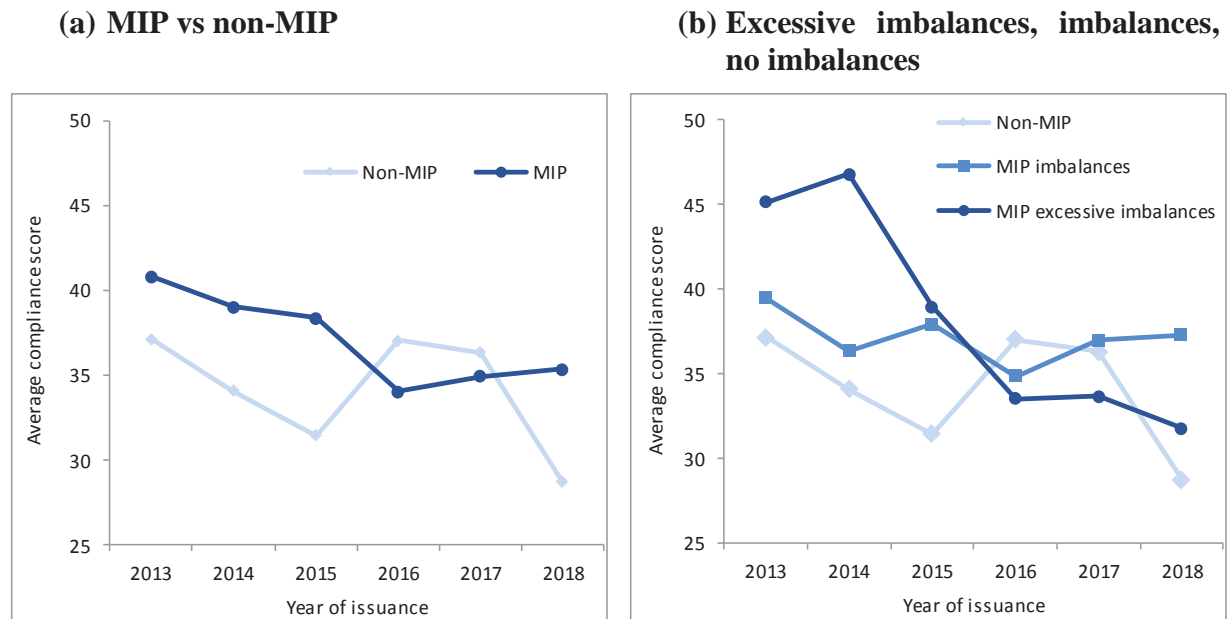 (a) MIP vs non-MIP
50
45
40
35
30
25
Average compliance score
Non-MIP
MIP
2013 2014 2015 2016 2017 2018
Year of issuance
(b) Excessive imbalances, imbalances,
no imbalances
50
45
40
35
30
25
Average compliance score
Non-MIP
MIP imbalances
MIP excessive imbalances
2013 2014 2015 2016 2017 2018
Year of issuance